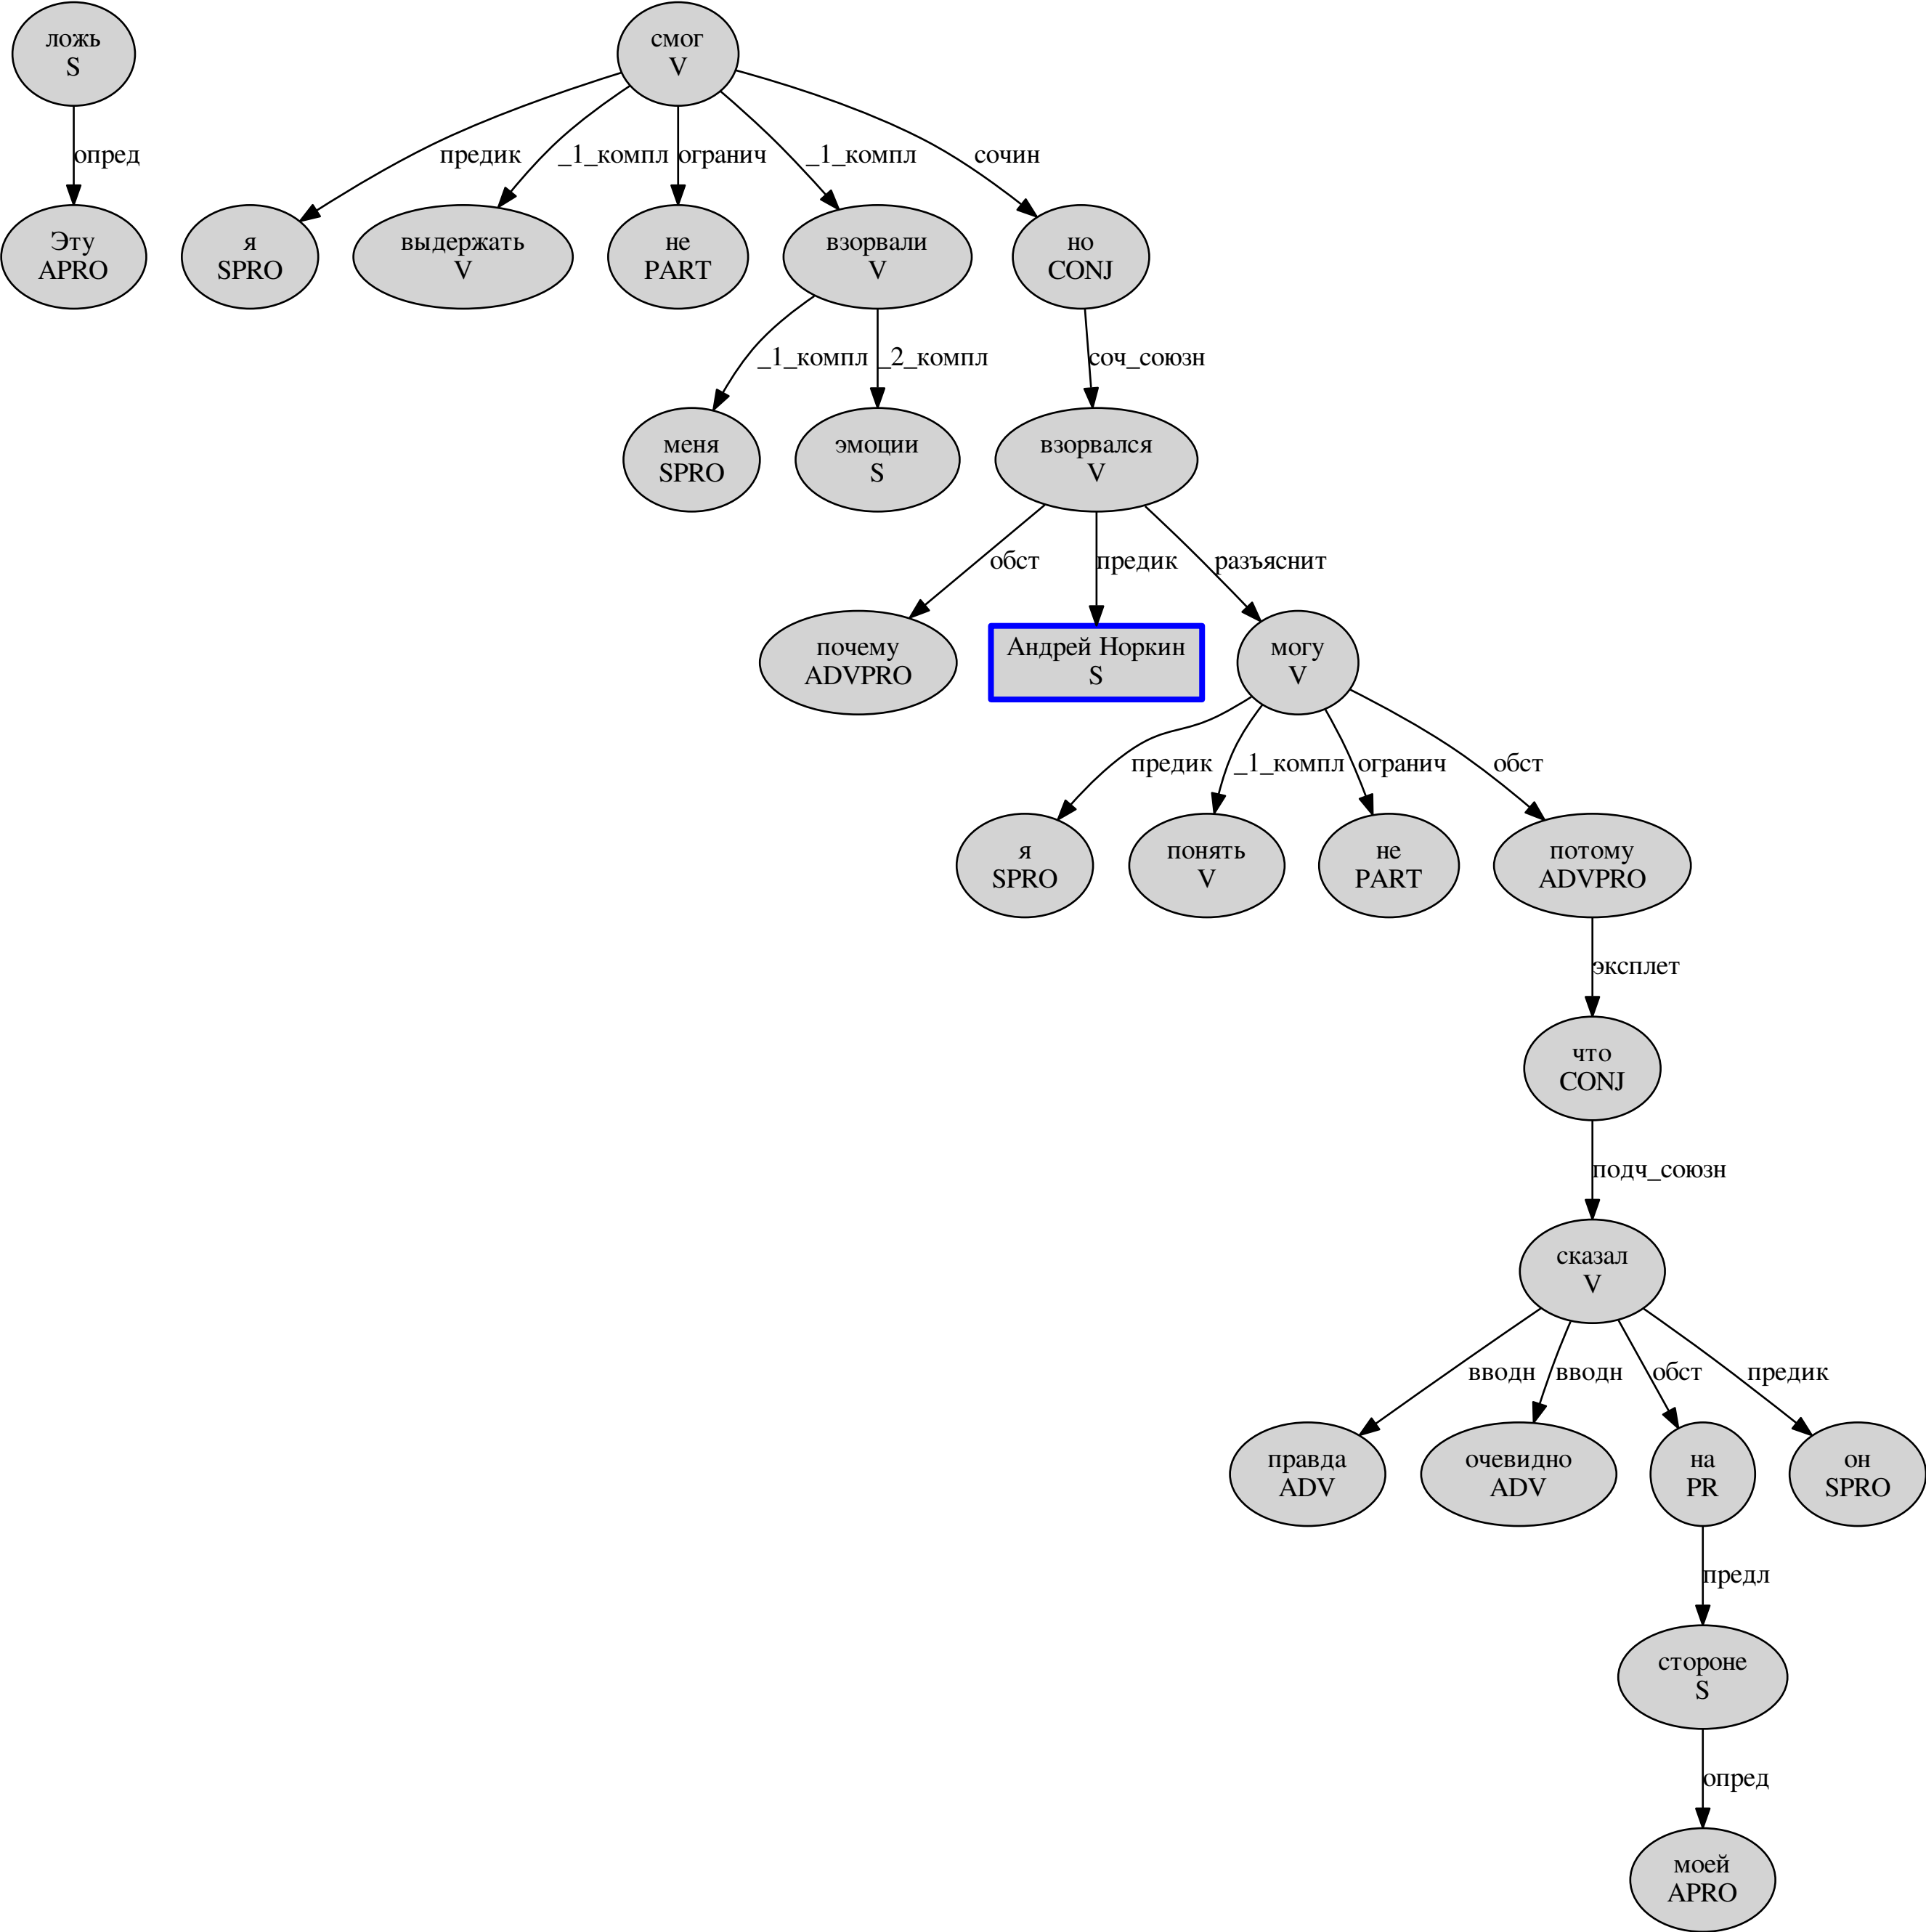 ложь
S
смог
V
опред
предик
_1_компл
огранич
_1_компл
сочин
Эту
APRO
я
SPRO
выдержать
V
не
PART
взорвали
V
но
CONJ
_1_компл
_2_компл
соч_союзн
меня
SPRO
эмоции
S
взорвался
V
обст
предик
разъяснит
почему
ADVPRO
Андрей Норкин
S
могу
V
предик
_1_компл
огранич
обст
я
SPRO
понять
V
не
PART
потому
ADVPRO
эксплет
что
CONJ
подч_союзн
сказал
V
вводн
вводн
обст
предик
правда
ADV
очевидно
ADV
на
PR
он
SPRO
предл
стороне
S
опред
моей
APRO